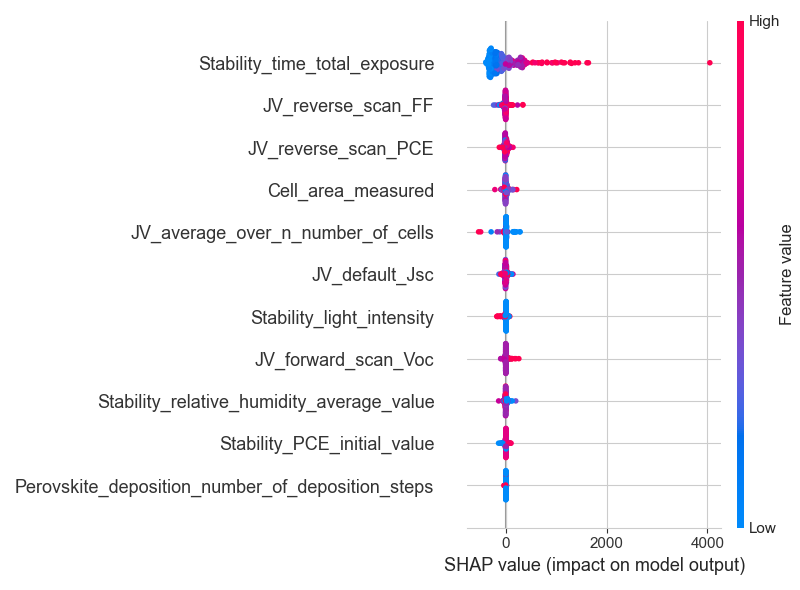 High
Stability_time_total_exposure
JV_reverse_scan_FF
JV_reverse_scan_PCE
Cell_area_measured
JV_average_over_n_number_of_cells
JV_default_Jsc
Stability_light_intensity
JV_forward_scan_Voc
Stability_relative_humidity_average_value
Stability_PCE_initial_value
Perovskite_deposition_number_of_deposition_steps
Feature value
Low
0 2000 4000
SHAP value (impact on model output)